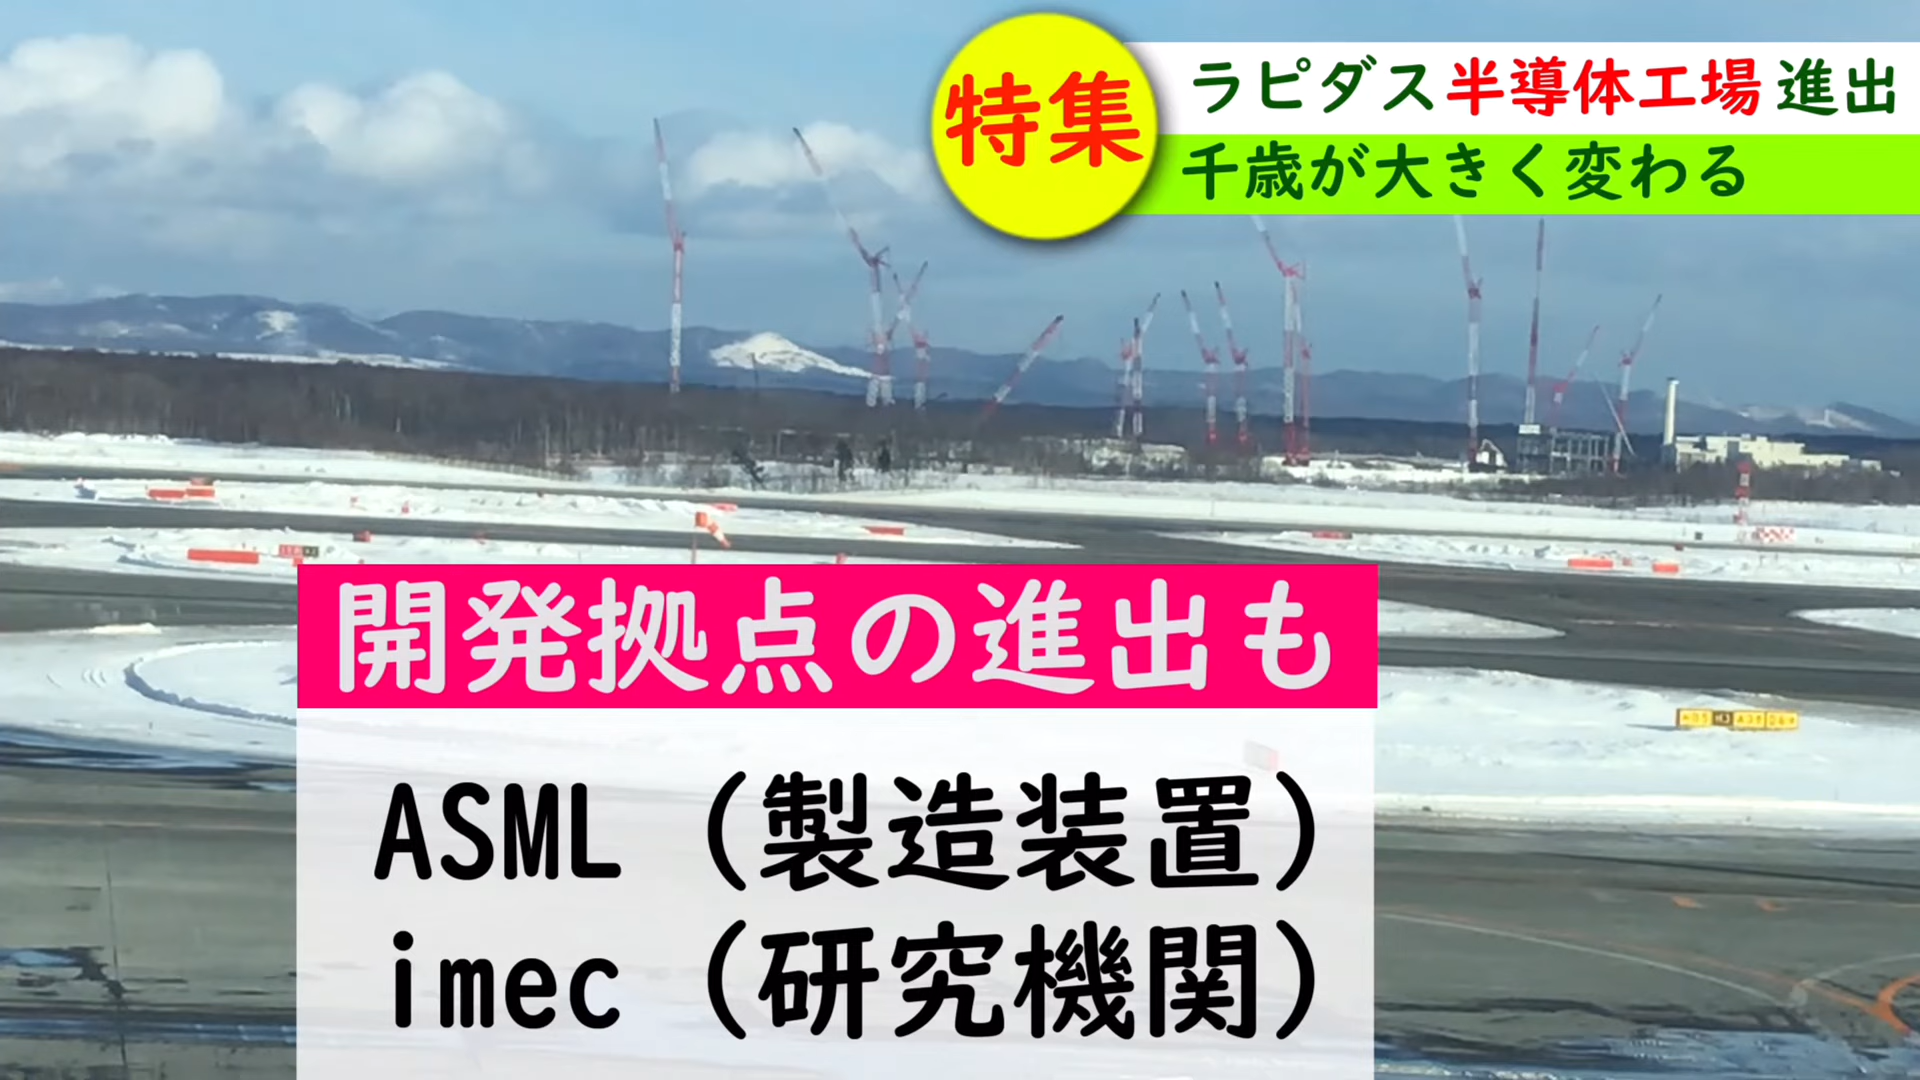 特集
ラピダス半導体工場進出
千歳が大きく変わる
開発拠点の進出も
ASML（製造装置）
imec（研究機関）